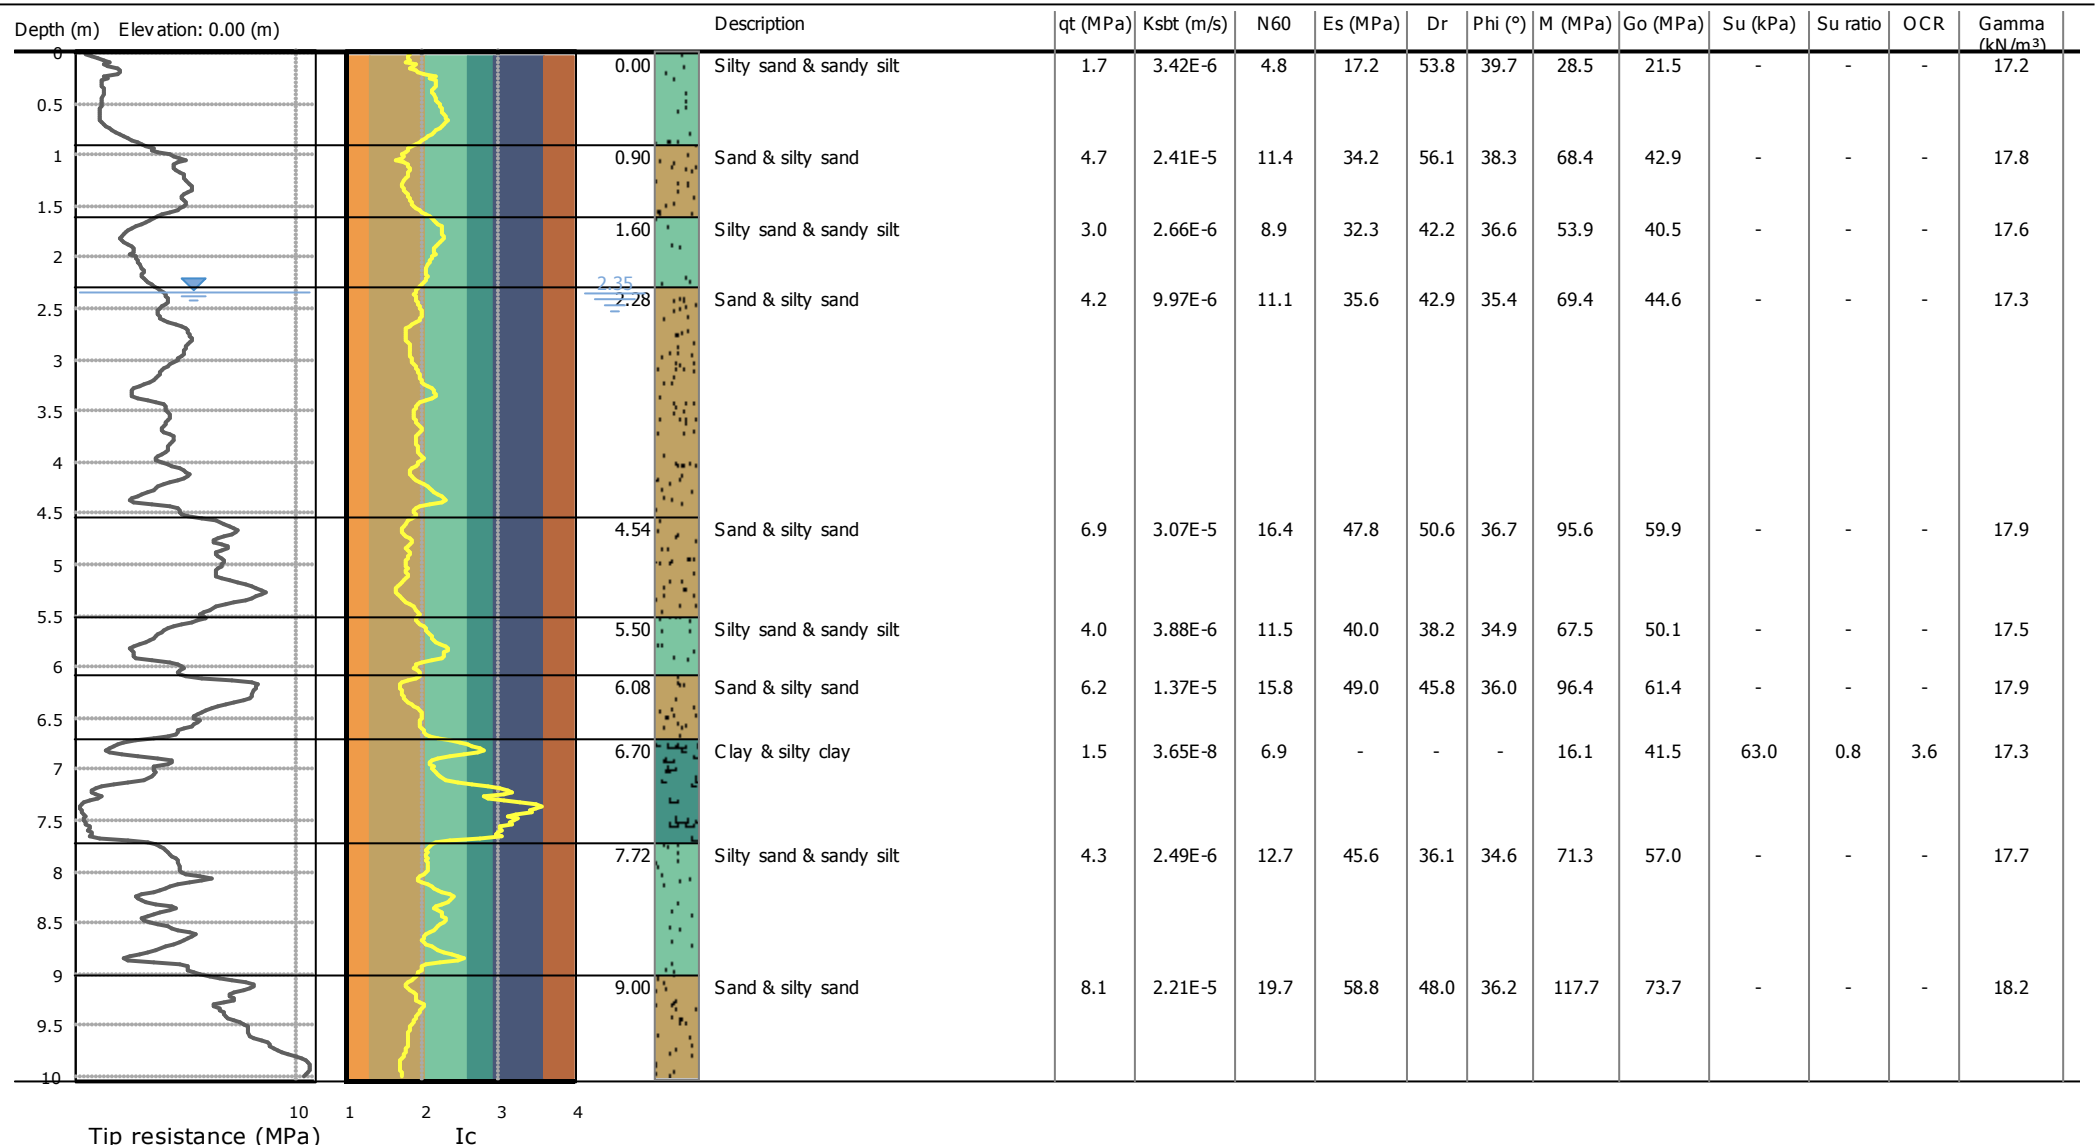 Depth (m) Elevation: 0.00 (m) Description qt (MPa) Ksbt (m/s) N60 Es (MPa) Dr Phi (°) M (MPa) Go (MPa) Su (kPa) Su ratio OCR Gamma
(kN/m³)
0
0.00 Silty sand & sandy silt 1.7 3.42E-6 4.8 17.2 53.8 39.7 28.5 21.5 - - - 17.2
0.5
1
0.90 Sand & silty sand 4.7 2.41E-5 11.4 34.2 56.1 38.3 68.4 42.9 - - - 17.8
1.5
1.60 Silty sand & sandy silt 3.0 2.66E-6 8.9 32.3 42.2 36.6 53.9 40.5 - - - 17.6
2
2.35
2.28 Sand & silty sand 4.2 9.97E-6 11.1 35.6 42.9 35.4 69.4 44.6 - - - 17.3
2.5
3
3.5
4
4.5
4.54 Sand & silty sand 6.9 3.07E-5 16.4 47.8 50.6 36.7 95.6 59.9 - - - 17.9
5
5.5
5.50 Silty sand & sandy silt 4.0 3.88E-6 11.5 40.0 38.2 34.9 67.5 50.1 - - - 17.5
6
6.08 Sand & silty sand 6.2 1.37E-5 15.8 49.0 45.8 36.0 96.4 61.4 - - - 17.9
6.5
6.70 Clay & silty clay 1.5 3.65E-8 6.9 - - - 16.1 41.5 63.0 0.8 3.6 17.3
7
7.5
7.72 Silty sand & sandy silt 4.3 2.49E-6 12.7 45.6 36.1 34.6 71.3 57.0 - - - 17.7
8
8.5
9
9.00 Sand & silty sand 8.1 2.21E-5 19.7 58.8 48.0 36.2 117.7 73.7 - - - 18.2
9.5
10
10 1 2 3 4
Tip resistance (MPa) Ic